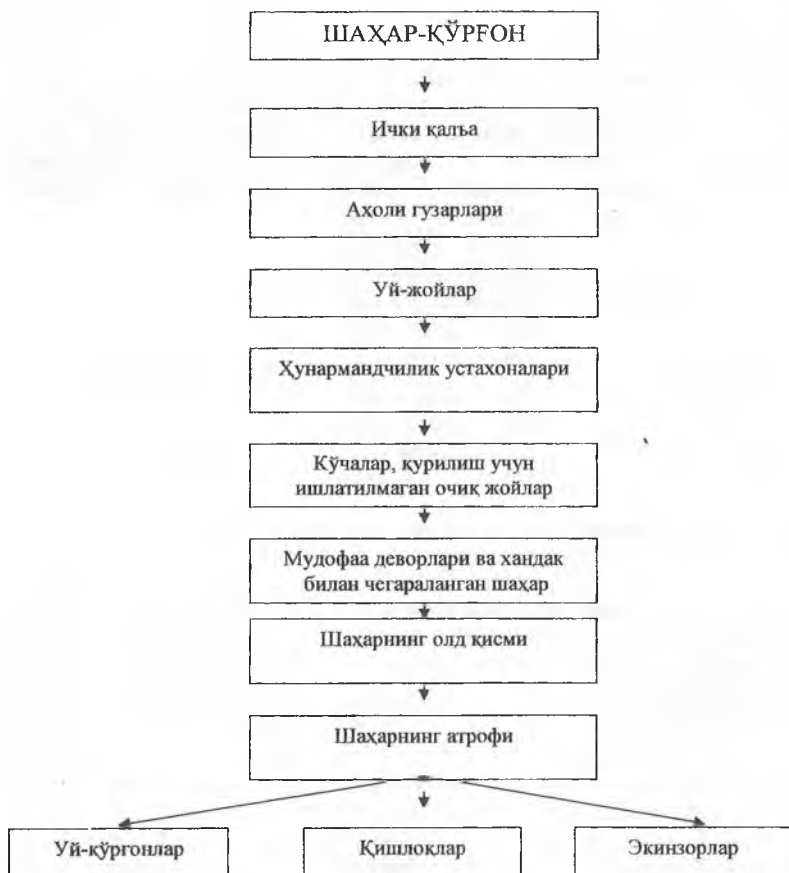 ШАҲАР-ҚЎРҒОН
Ички қалъа
Аҳоли гузарлари
Уй-жойлар
Ҳунармандчилик устахоналари
Кўчалар, қурилиш учун
ишлатилмаган очиқ жойлар
Мудофаа деворлари ва хандак
билан чегараланган шаҳар
Шаҳарнинг олд қисми
Шаҳарнинг атрофи
Уй-қўрғонлар
Қишлоқлар
Экинзорлар